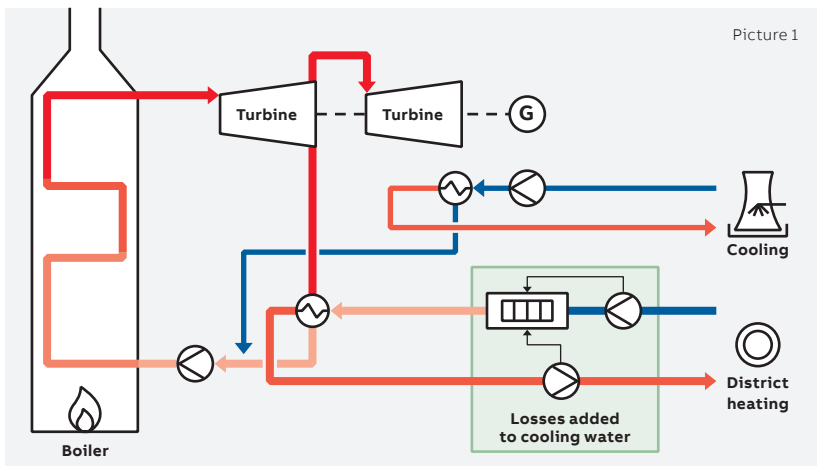 Picture 1
Turbine
Turbine
G
Cooling
District
heating
Losses added
to cooling water
Boiler